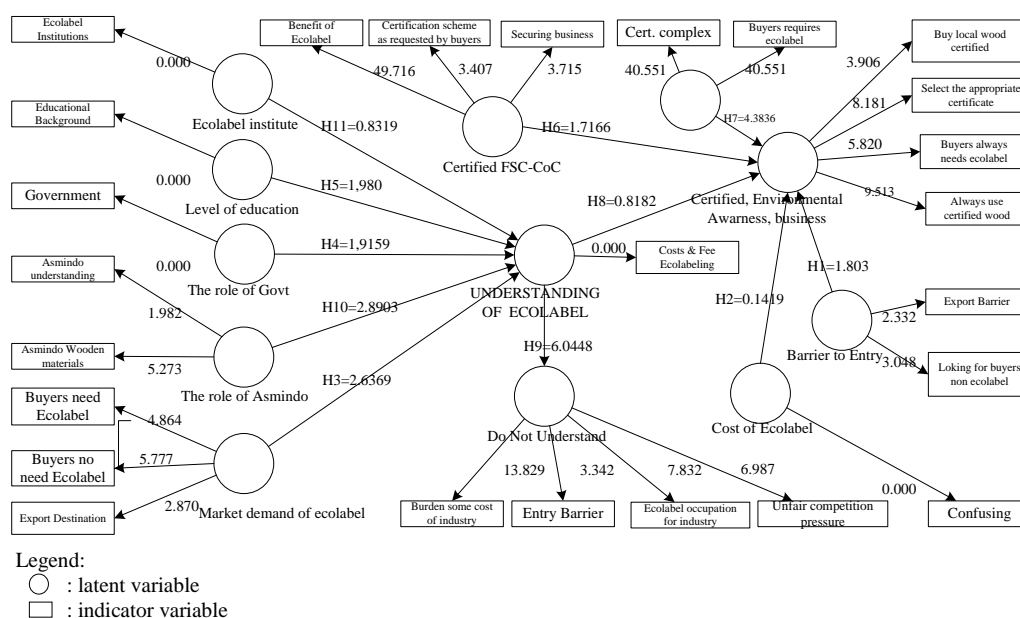 Ecolabel
Institutions
0.000
Ecolabel institute
Educational
Background
0.000
Level of education
Government
0.000
The role of Govt
Asmindo
understanding
1.982
Asmindo Wooden
materials
5.273
The role of Asmindo
Buyers need
Ecolabel
4.864
Buyers no
need Ecolabel
5.777
Export Destination
2.870
Market demand of ecolabel
H11=0.8319
H5=1,980
H4=1,9159
H10=2.8903
H3=2.6369
Benefit of
Ecolabel
Certification scheme
as requested by buyers
Securing business
49.716
3.407
3.715
Certified FSC-CoC
H6=1.7166
Cert. complex
Buyers requires
ecolabel
40.551
40.551
H7=4.3836
Buy local wood
certified
3.906
Select the appropriate
certificate
8.181
Buyers always
needs ecolabel
5.820
Always use
certified wood
9.513
Certified, Environmental
Awarness, business
H8=0.8182
0.000
Costs & Fee
Ecolabeling
UNDERSTANDING
OF ECOLABEL
H9=6.0448
Do Not Understand
13.829
3.342
7.832
6.987
Burden some cost
of industry
Entry Barrier
Ecolabel occupation
for industry
Unfair competition
pressure
H2=0.1419
H1=1.803
Barrier to Entry
Export Barrier
2.332
3.048
Loking for buyers
non ecolabel
Cost of Ecolabel
0.000
Confusing
Legend:
: latent variable
: indicator variable